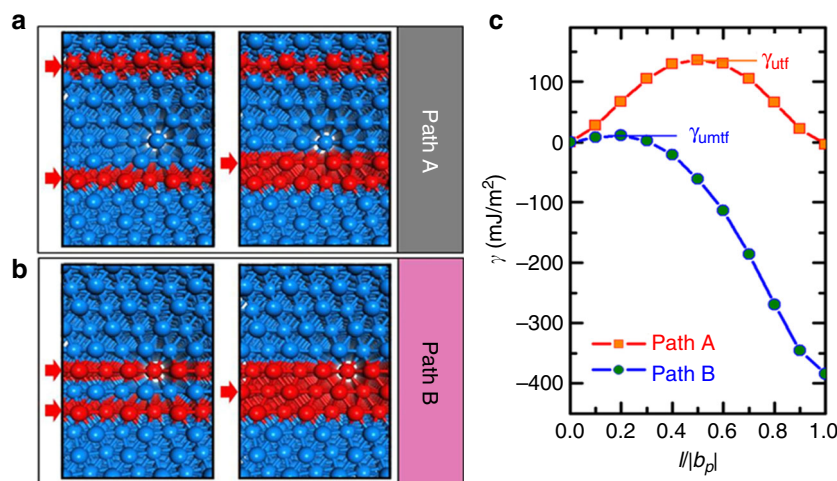 a
Path A
b
Path B
c
γ (mJ/m²)
100
0
−100
−200
−300
−400
γutf
γumtf
Path A
Path B
0.0 0.2 0.4 0.6 0.8 1.0
l/|bp|